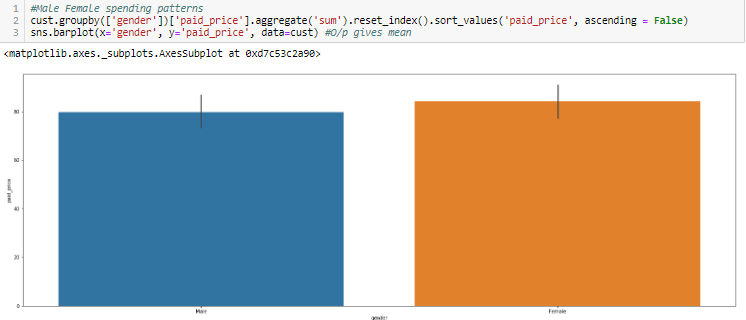 1 #Male Female spending patterns
2 cust.groupby(['gender'])['paid_price'].aggregate('sum').reset_index().sort_values('paid_price', ascending = False)
3 sns.barplot(x='gender', y='paid_price', data=cust) #O/p gives mean
<matplotlib.axes._subplots.AxesSubplot at 0xd7c53c2a90>
80
60
40
20
0
paid_price
Male
Female
gender